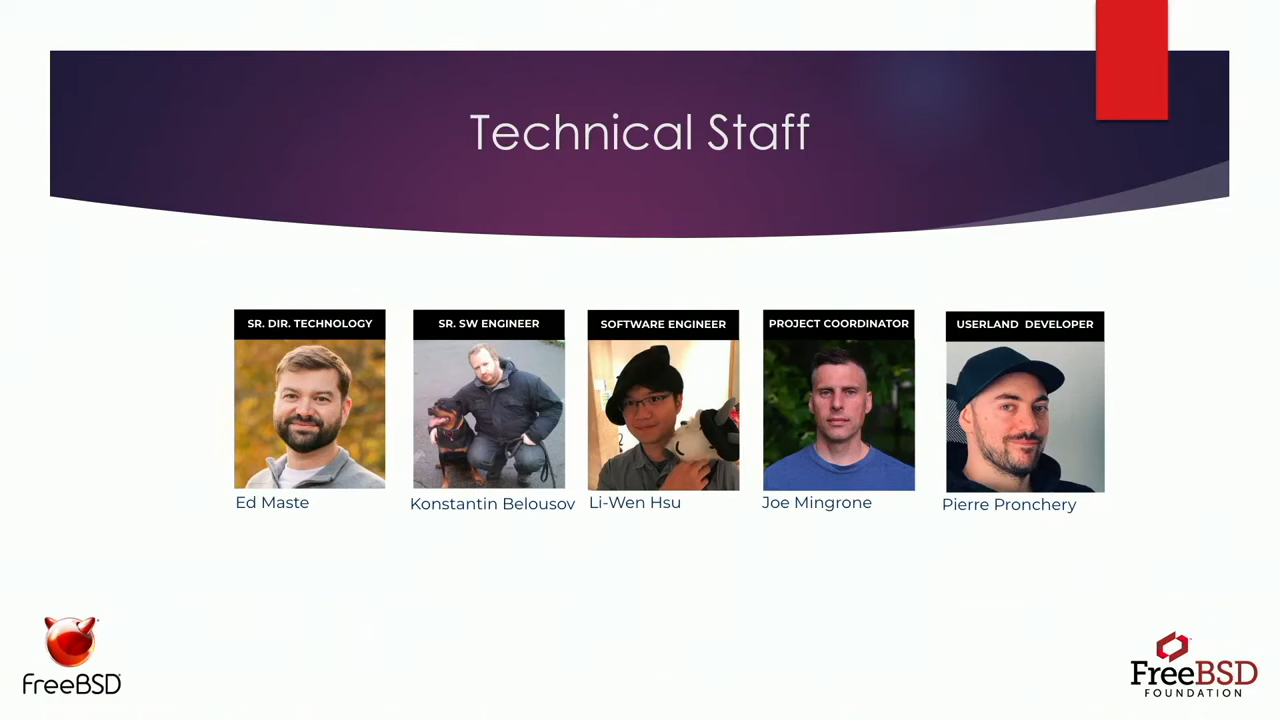 Technical Staff
SR. DIR. TECHNOLOGY
SR. SW ENGINEER
SOFTWARE ENGINEER
PROJECT COORDINATOR
USERLAND DEVELOPER
Ed Maste
Konstantin Belousov
Li-Wen Hsu
Joe Mingrone
Pierre Pronchery
FreeBSD
FreeBSD
FOUNDATION